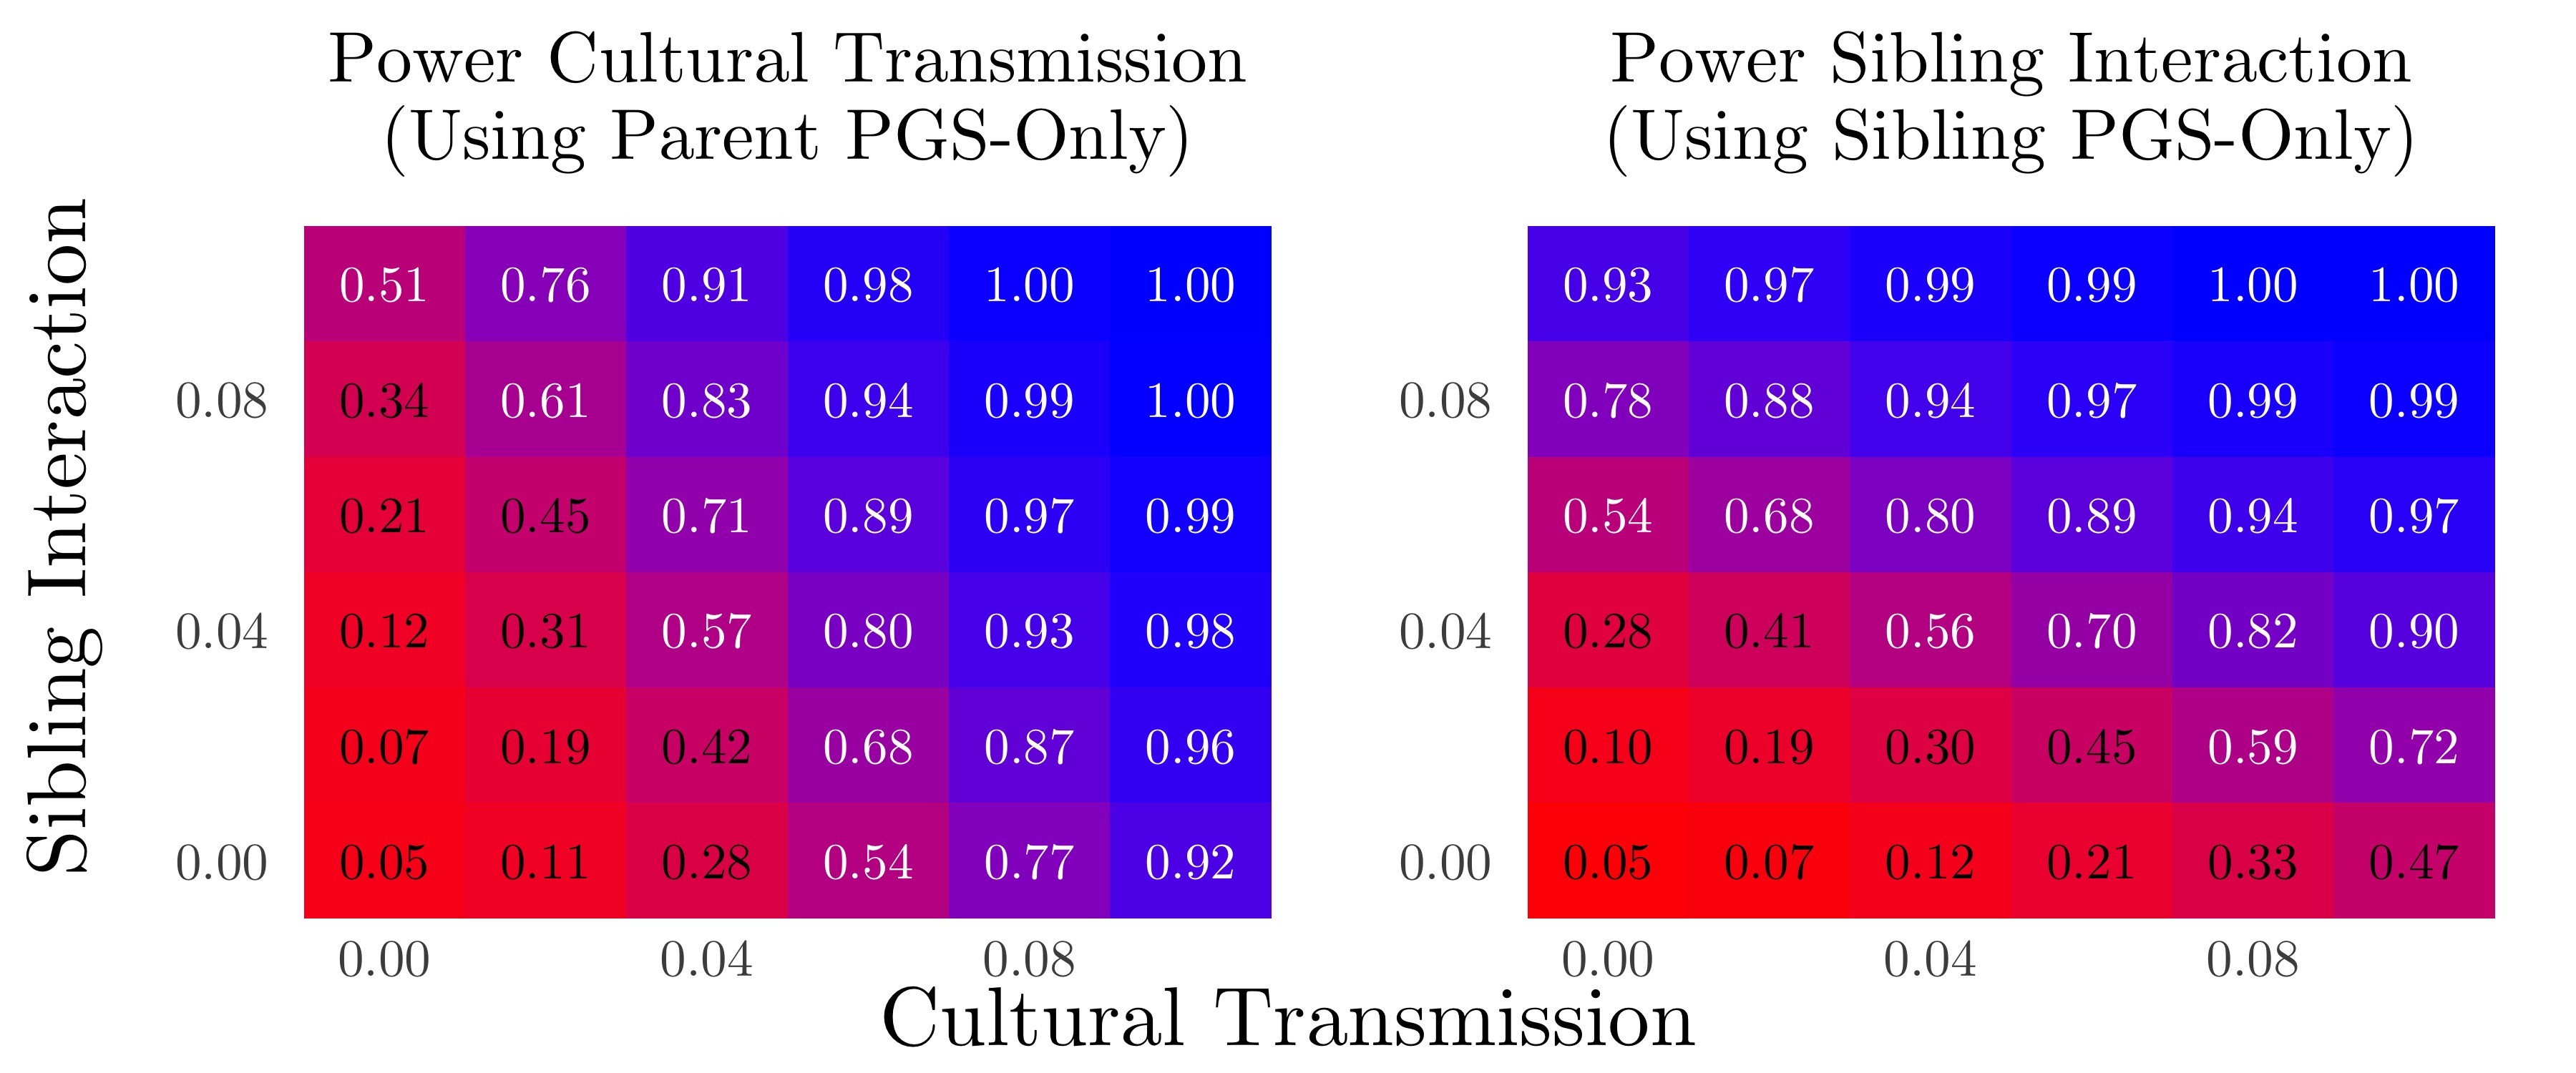 Power Cultural Transmission
(Using Parent PGS-Only)
Power Sibling Interaction
(Using Sibling PGS-Only)
Sibling Interaction
0.51 0.76 0.91 0.98 1.00 1.00
0.08 0.34 0.61 0.83 0.94 0.99 1.00
0.21 0.45 0.71 0.89 0.97 0.99
0.04 0.12 0.31 0.57 0.80 0.93 0.98
0.07 0.19 0.42 0.68 0.87 0.96
0.00 0.05 0.11 0.28 0.54 0.77 0.92
0.00 0.04 0.08
0.93 0.97 0.99 0.99 1.00 1.00
0.08 0.78 0.88 0.94 0.97 0.99 0.99
0.54 0.68 0.80 0.89 0.94 0.97
0.04 0.28 0.41 0.56 0.70 0.82 0.90
0.10 0.19 0.30 0.45 0.59 0.72
0.00 0.05 0.07 0.12 0.21 0.33 0.47
0.00 0.04 0.08
Cultural Transmission